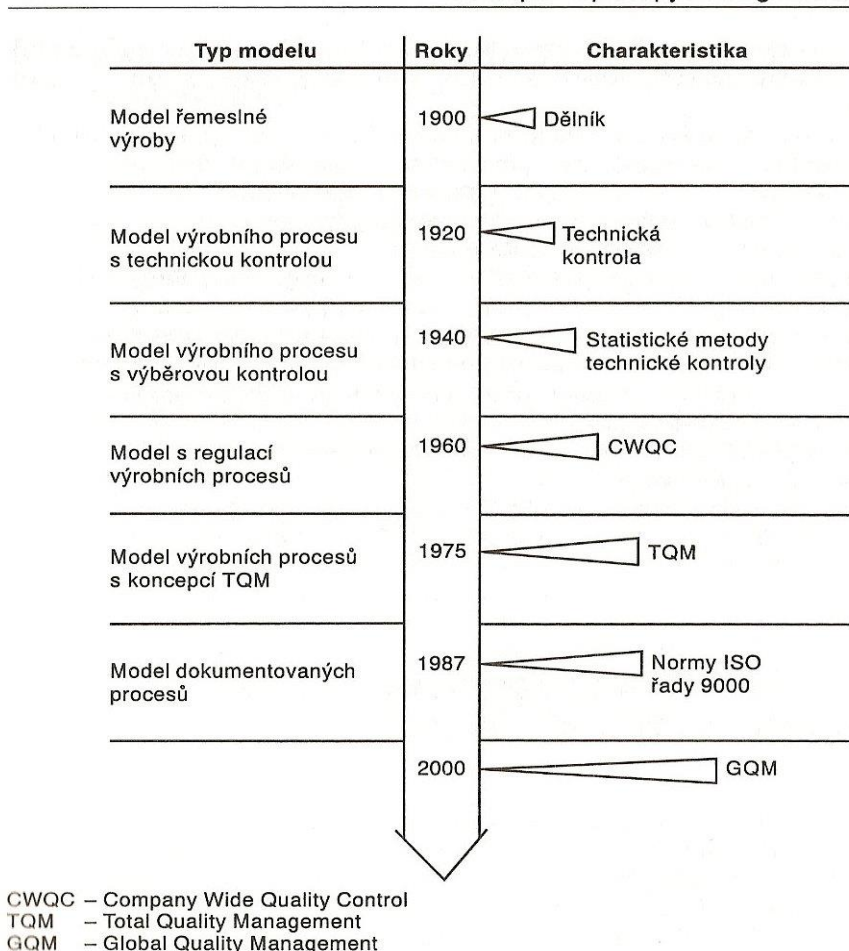 Typ modelu Roky Charakteristika
Model řemeslné
výroby
1900
Dělník
Model výrobního procesu
s technickou kontrolou
1920
Technická
kontrola
Model výrobního procesu
s výběrovou kontrolou
1940
Statistické metody
technické kontroly
Model s regulací
výrobních procesů
1960
CWQC
Model výrobních procesů
s koncepcí TQM
1975
TQM
Model dokumentovaných
procesů
1987
Normy ISO
řady 9000
2000
GQM
CWQC – Company Wide Quality Control
TQM – Total Quality Management
GQM – Global Quality Management